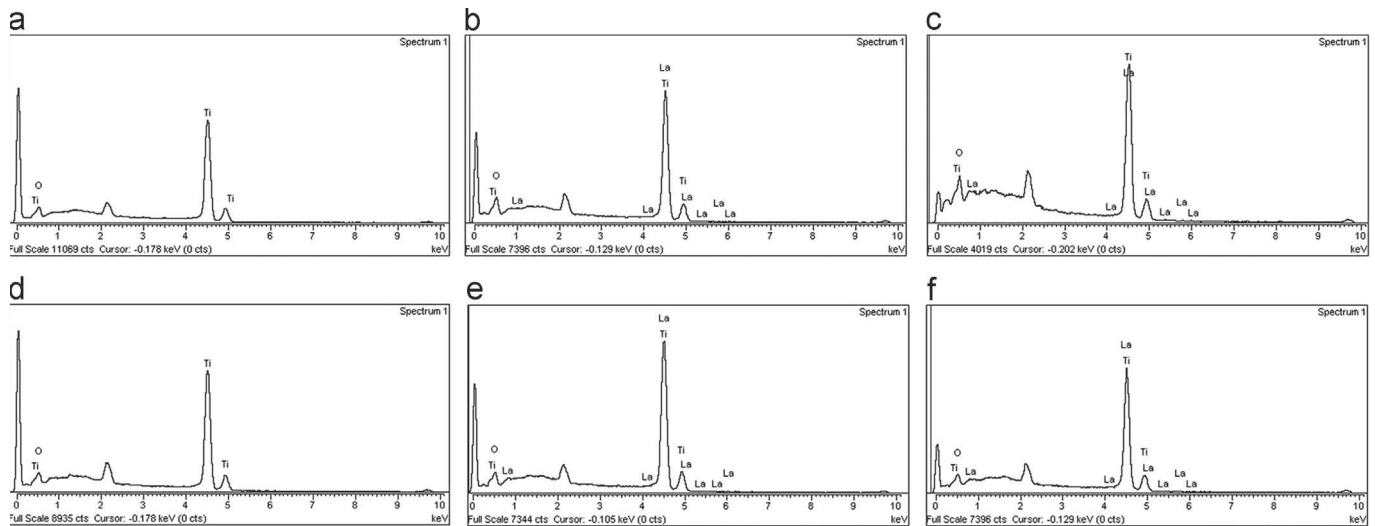 a
Spectrum 1
Ti
O
Ti
Ti
0 1 2 3 4 5 6 7 8 9 10
Full Scale 11069 cts Cursor: -0.178 keV (0 cts) keV
b
Spectrum 1
La
Ti
O
Ti
Ti
La
La
La
La
La
0 1 2 3 4 5 6 7 8 9 10
Full Scale 7396 cts Cursor: -0.129 keV (0 cts) keV
c
Spectrum 1
Ti
La
O
Ti
Ti
La
La
La
La
La
0 1 2 3 4 5 6 7 8 9 10
Full Scale 4019 cts Cursor: -0.202 keV (0 cts) keV
d
Spectrum 1
Ti
O
Ti
Ti
0 1 2 3 4 5 6 7 8 9 10
Full Scale 8935 cts Cursor: -0.178 keV (0 cts) keV
e
Spectrum 1
La
Ti
O
Ti
Ti
La
La
La
La
La
0 1 2 3 4 5 6 7 8 9 10
Full Scale 7344 cts Cursor: -0.105 keV (0 cts) keV
f
Spectrum 1
La
Ti
O
Ti
Ti
La
La
La
La
La
0 1 2 3 4 5 6 7 8 9 10
Full Scale 7396 cts Cursor: -0.129 keV (0 cts) keV